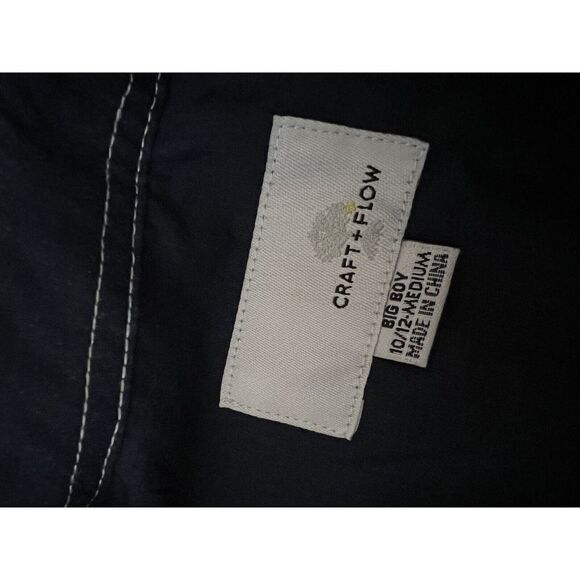 CRAFT + FLOW
BIG BOY
10/12-MEDIUM
MADE IN CHINA